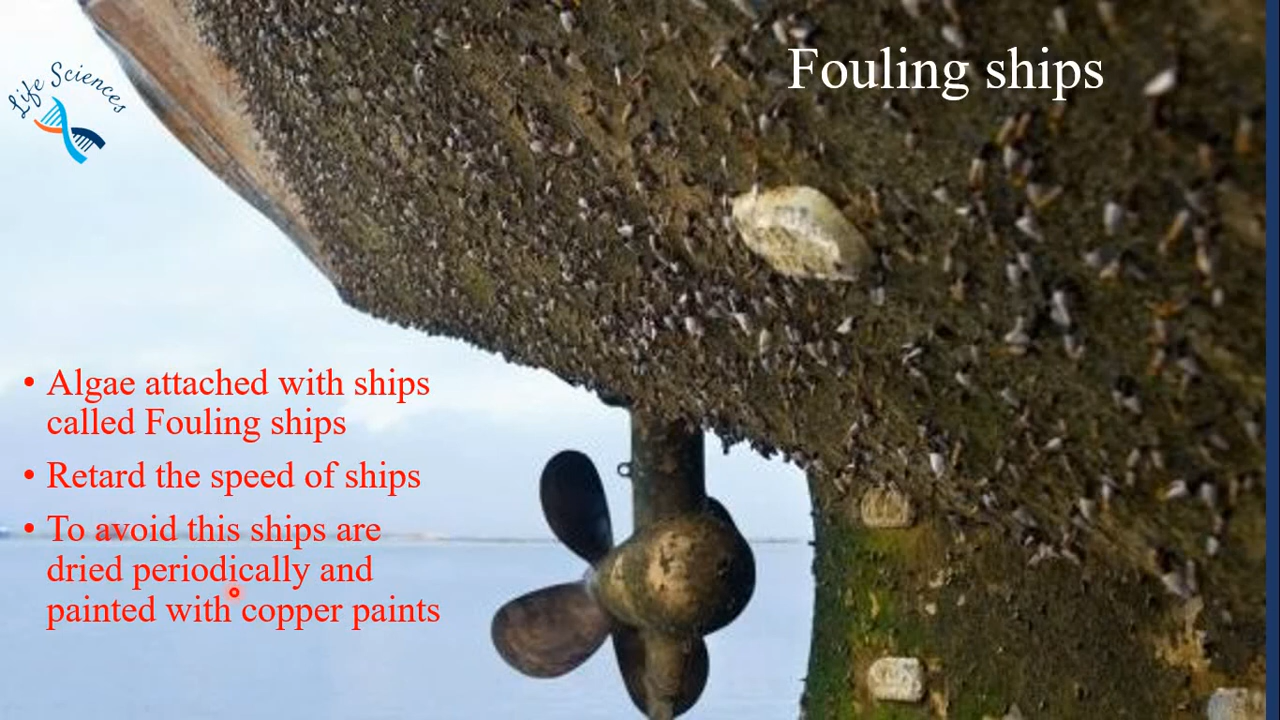 Fouling ships
Life Sciences
• Algae attached with ships
called Fouling ships
• Retard the speed of ships
• To avoid this ships are
dried periodically and
painted with copper paints